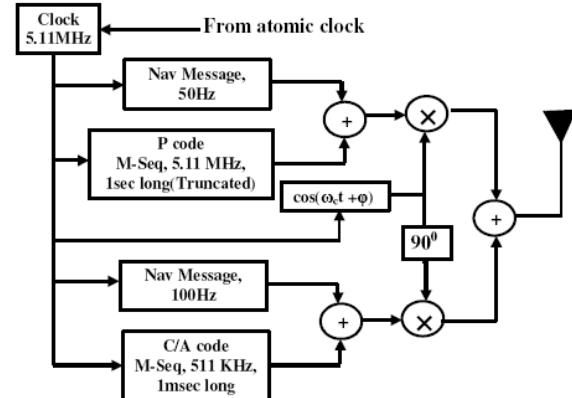 Clock
5.11MHz
From atomic clock
Nav Message,
50Hz
P code
M-Seq, 5.11 MHz,
1sec long(Truncated)
+
×
cos(ω_c t +φ)
+
90⁰
Nav Message,
100Hz
+
×
C/A code
M-Seq, 511 KHz,
1msec long